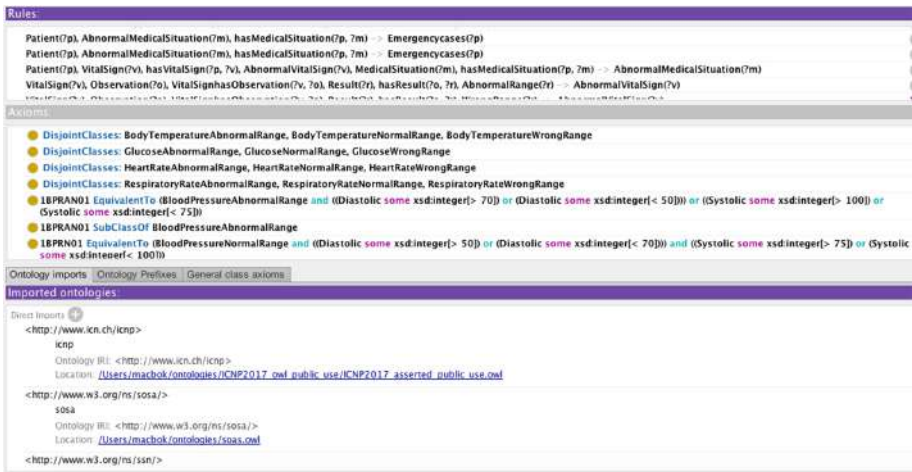 Rules:
Patient(?p), AbnormalMedicalSituation(?m), hasMedicalSituation(?p, ?m) -> Emergencycases(?p)
Patient(?p), AbnormalMedicalSituation(?m), hasMedicalSituation(?p, ?m) -> Emergencycases(?p)
Patient(?p), VitalSign(?v), hasVitalSign(?p, ?v), AbnormalVitalSign(?v), MedicalSituation(?m), hasMedicalSituation(?p, ?m) -> AbnormalMedicalSituation(?m)
VitalSign(?v), Observation(?o), VitalSignhasObservation(?v, ?o), Result(?r), hasResult(?o, ?r), AbnormalRange(?r) -> AbnormalVitalSign(?v)
Axioms:
DisjointClasses: BodyTemperatureAbnormalRange, BodyTemperatureNormalRange, BodyTemperatureWrongRange
DisjointClasses: GlucoseAbnormalRange, GlucoseNormalRange, GlucoseWrongRange
DisjointClasses: HeartRateAbnormalRange, HeartRateNormalRange, HeartRateWrongRange
DisjointClasses: RespiratoryRateAbnormalRange, RespiratoryRateNormalRange, RespiratoryRateWrongRange
1BPRAN01 EquivalentTo (BloodPressureAbnormalRange and ((Diastolic some xsd:integer[> 70]) or (Diastolic some xsd:integer[< 50]))) or ((Systolic some xsd:integer[> 100]) or
(Systolic some xsd:integer[< 75]))
1BPRAN01 SubClassOf BloodPressureAbnormalRange
1BPRN01 EquivalentTo (BloodPressureNormalRange and ((Diastolic some xsd:integer[> 50]) or (Diastolic some xsd:integer[< 70]))) and ((Systolic some xsd:integer[> 75]) or (Systolic
some xsd:integer[< 100]))
Ontology imports Ontology Prefixes General class axioms
Imported ontologies:
Direct Imports
<http://www.icn.ch/icnp>
icnp
Ontology IRI: <http://www.icn.ch/icnp>
Location: /Users/macbok/ontologies/ICNP2017_owl_public_use/ICNP2017_asserted_public_use.owl
<http://www.w3.org/ns/sosa/>
sosa
Ontology IRI: <http://www.w3.org/ns/sosa/>
Location: /Users/macbok/ontologies/soas.owl
<http://www.w3.org/ns/ssn/>